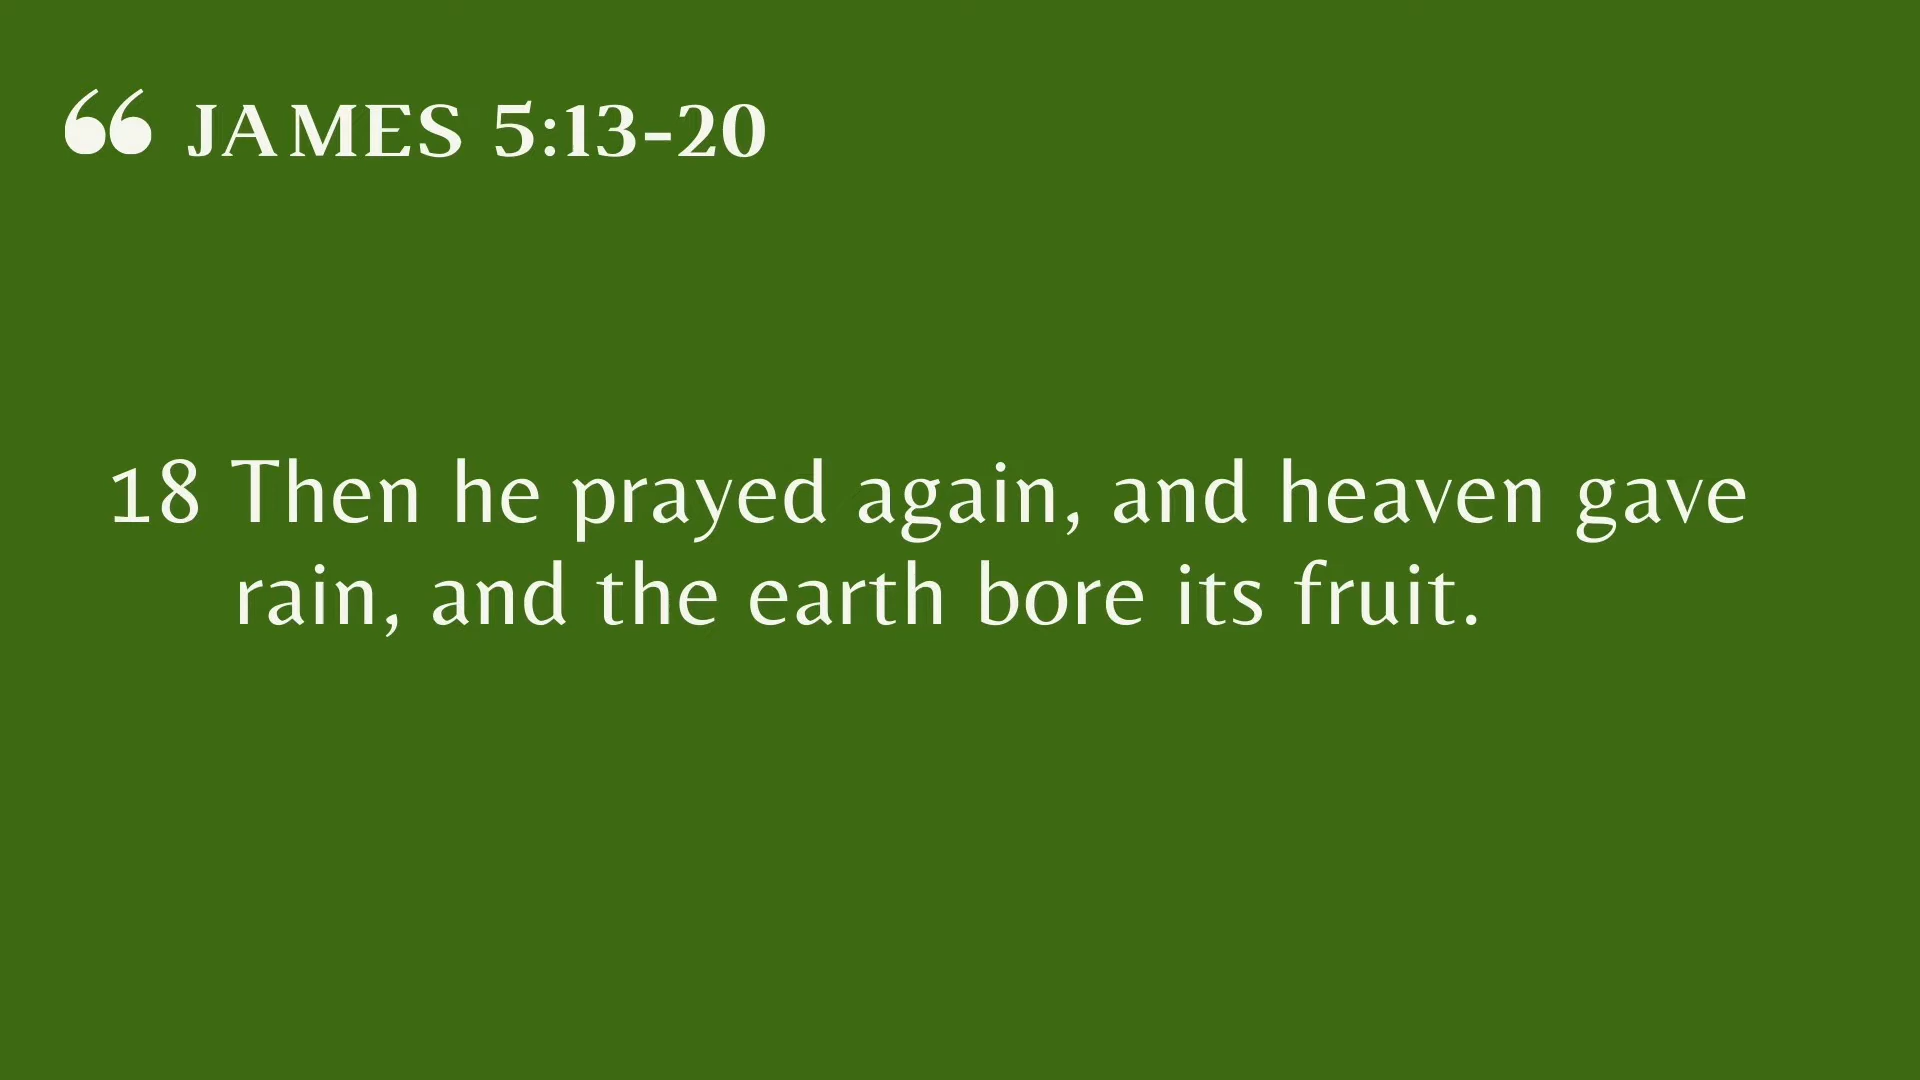 “ JAMES 5:13-20
18 Then he prayed again, and heaven gave
rain, and the earth bore its fruit.